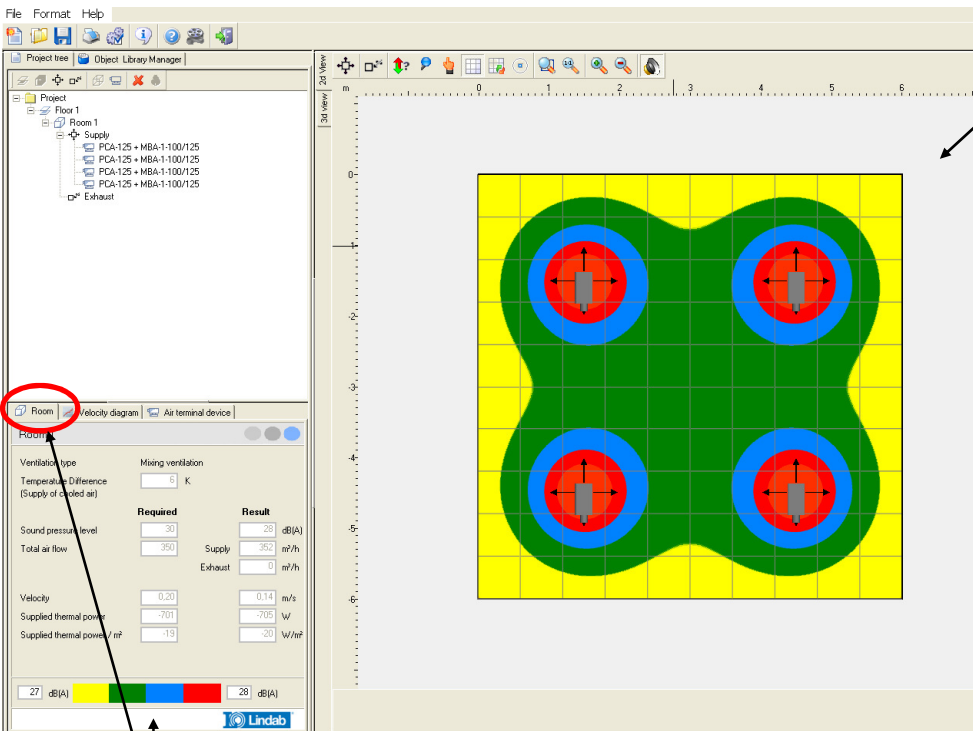 File Format Help
Project tree Object Library Manager
Project
Floor 1
Room 1
Supply
PCA-125 + MBA-1-100/125
PCA-125 + MBA-1-100/125
PCA-125 + MBA-1-100/125
PCA-125 + MBA-1-100/125
Exhaust
2d View
3d view
m 0 1 2 3 4 5 6
0
-1
-2
-3
-4
-5
-6
Room Velocity diagram Air terminal device
Ventilation type Mixing ventilation
Temperature Difference 6 K
(Supply of cooled air)
Required Result
Sound pressure level 30 28 dB(A)
Total air flow 350 Supply 352 m³/h
Exhaust 0 m³/h
Velocity 0,20 0,14 m/s
Supplied thermal power -701 -705 W
Supplied thermal power / m² -19 -20 W/m²
27 dB(A) 28 dB(A)
Lindab